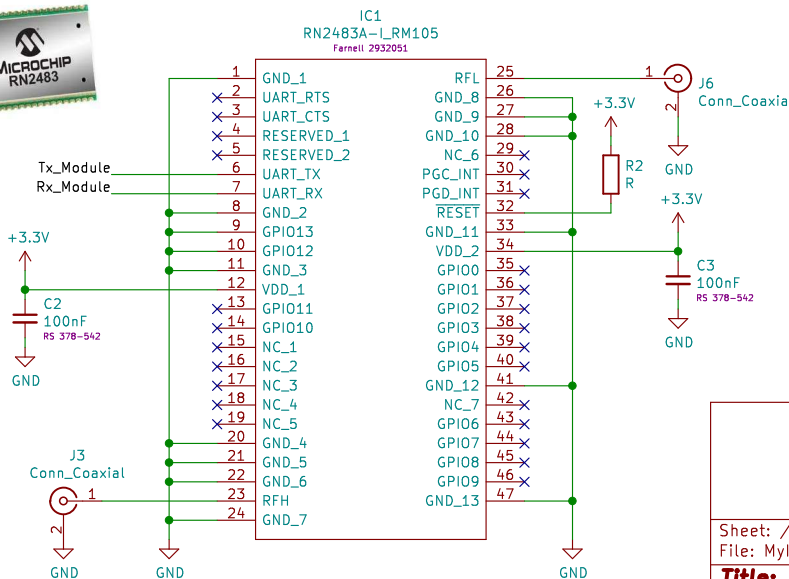 IC1
RN2483A-I_RM105
Farnell 2932051
MICROCHIP
RN2483
1 GND_1
2 UART_RTS
3 UART_CTS
4 RESERVED_1
5 RESERVED_2
Tx_Module 6 UART_TX
Rx_Module 7 UART_RX
8 GND_2
9 GPIO13
10 GPIO12
11 GND_3
12 VDD_1
13 GPIO11
14 GPIO10
15 NC_1
16 NC_2
17 NC_3
18 NC_4
19 NC_5
20 GND_4
21 GND_5
22 GND_6
23 RFH
24 GND_7
RFL 25
GND_8 26
GND_9 27
GND_10 28
NC_6 29
PGC_INT 30
PGD_INT 31
RESET 32
GND_11 33
VDD_2 34
GPIO0 35
GPIO1 36
GPIO2 37
GPIO3 38
GPIO4 39
GPIO5 40
GND_12 41
NC_7 42
GPIO6 43
GPIO7 44
GPIO8 45
GPIO9 46
GND_13 47
+3.3V
C2
100nF
RS 378-542
GND
J3
Conn_Coaxial
1
2
GND
GND
1
J6
Conn_Coaxia
2
GND
+3.3V
R2
R
+3.3V
C3
100nF
RS 378-542
GND
GND
Sheet: /
File: MyI
Title: